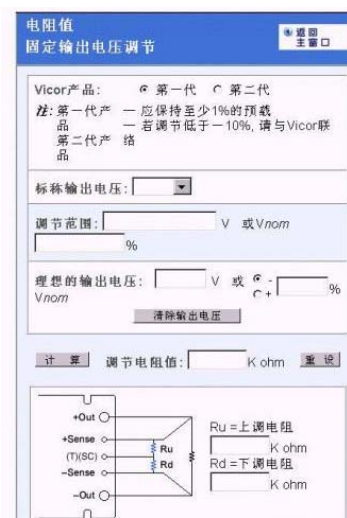 电阻值
固定输出电压调节
返回
主窗口
Vicor产品: 第一代 第二代
注: 第一代产品 — 应保持至少1%的预载
第二代产品 — 若调节低于－10%, 请与Vicor联络
标称输出电压:
调节范围: V 或Vnom
%
理想的输出电压: V 或 - %
Vnom +
清除输出电压
计 算 调节电阻值: K ohm 重 设
+Out
+Sense
(T)(SC)
–Sense
–Out
Ru
Rd
Ru =上调电阻
K ohm
Rd =下调电阻
K ohm